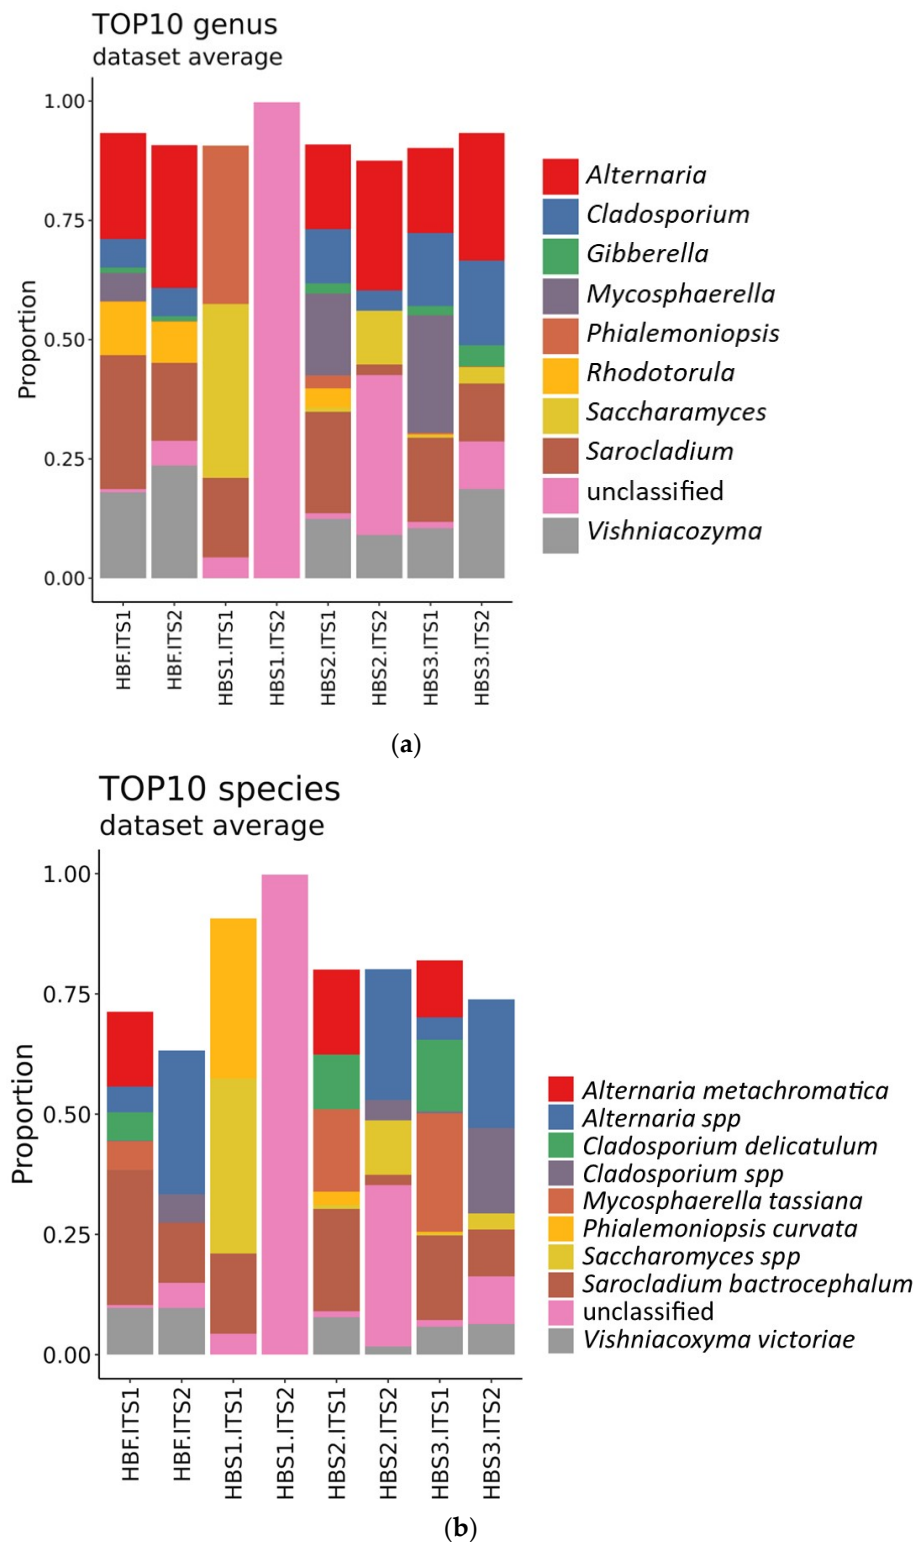 TOP10 genus
dataset average
Proportion
1.00
0.75
0.50
0.25
0.00
HBF.ITS1
HBF.ITS2
HBS1.ITS1
HBS1.ITS2
HBS2.ITS1
HBS2.ITS2
HBS3.ITS1
HBS3.ITS2
Alternaria
Cladosporium
Gibberella
Mycosphaerella
Phialemoniopsis
Rhodotorula
Saccharamyces
Sarocladium
unclassified
Vishniacozyma
(a)
TOP10 species
dataset average
Proportion
1.00
0.75
0.50
0.25
0.00
HBF.ITS1
HBF.ITS2
HBS1.ITS1
HBS1.ITS2
HBS2.ITS1
HBS2.ITS2
HBS3.ITS1
HBS3.ITS2
Alternaria metachromatica
Alternaria spp
Cladosporium delicatulum
Cladosporium spp
Mycosphaerella tassiana
Phialemoniopsis curvata
Saccharomyces spp
Sarocladium bactrocephalum
unclassified
Vishniacoxyma victoriae
(b)